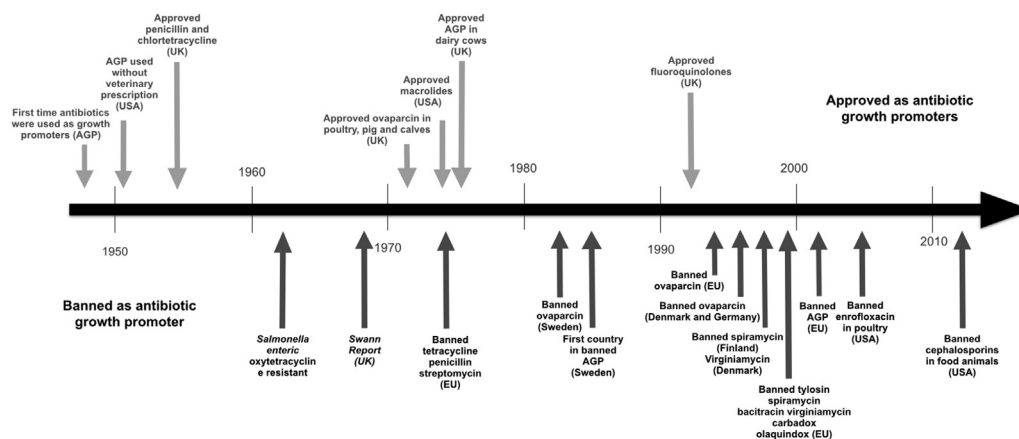 First time antibiotics
were used as growth
promoters (AGP)
AGP used
without
veterinary
prescription
(USA)
Approved
penicillin and
chlortetracycline
(UK)
Approved ovaparcin in
poultry, pig and calves
(UK)
Approved
macrolides
(USA)
Approved
AGP in
dairy cows
(UK)
Approved
fluoroquinolones
(UK)
Approved as antibiotic
growth promoters
1960
1980
2000
1950
1970
1990
2010
Banned as antibiotic
growth promoter
Salmonella
enteric
oxytetracyclin
e resistant
Swann
Report
(UK)
Banned
tetracycline
penicillin
streptomycin
(EU)
Banned
ovaparcin
(Sweden)
First country
in banned
AGP
(Sweden)
Banned
ovaparcin (EU)
Banned ovaparcin
(Denmark and Germany)
Banned spiramycin
(Finland)
Virginiamycin
(Denmark)
Banned tylosin
spiramycin
bacitracin virginiamycin
carbadox
olaquindox (EU)
Banned
AGP
(EU)
Banned
enrofloxacin
in poultry
(USA)
Banned
cephalosporins
in food animals
(USA)